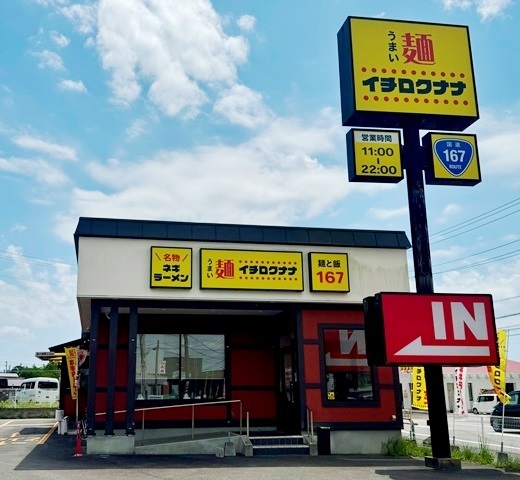 うまい
麺
イチロクナナ
営業時間
11:00
~
22:00
国道
167
ROUTE
名物
ネギ
ラーメン
うまい
麺
イチロクナナ
麺と飯
167
IN
IN